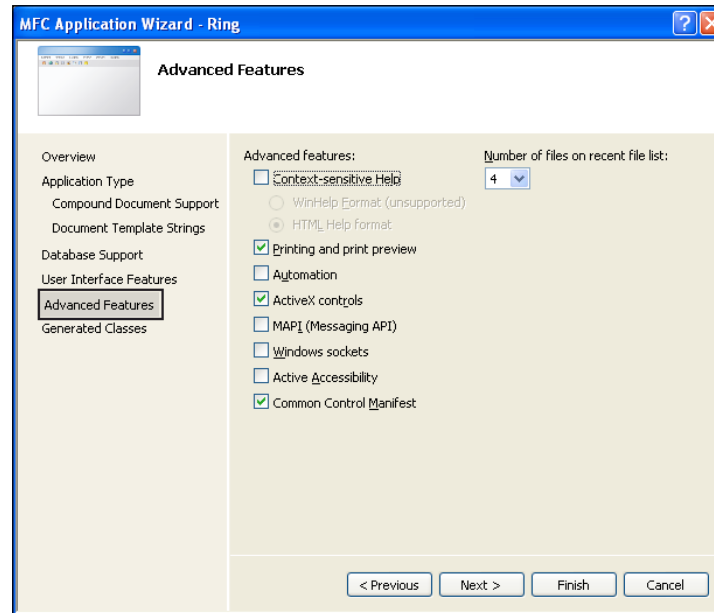 MFC Application Wizard - Ring
Advanced Features
Overview
Application Type
Compound Document Support
Document Template Strings
Database Support
User Interface Features
Advanced Features
Generated Classes
Advanced features:
Context-sensitive Help
WinHelp Format (unsupported)
HTML Help format
Printing and print preview
Automation
ActiveX controls
MAPI (Messaging API)
Windows sockets
Active Accessibility
Common Control Manifest
Number of files on recent file list:
4
< Previous
Next >
Finish
Cancel